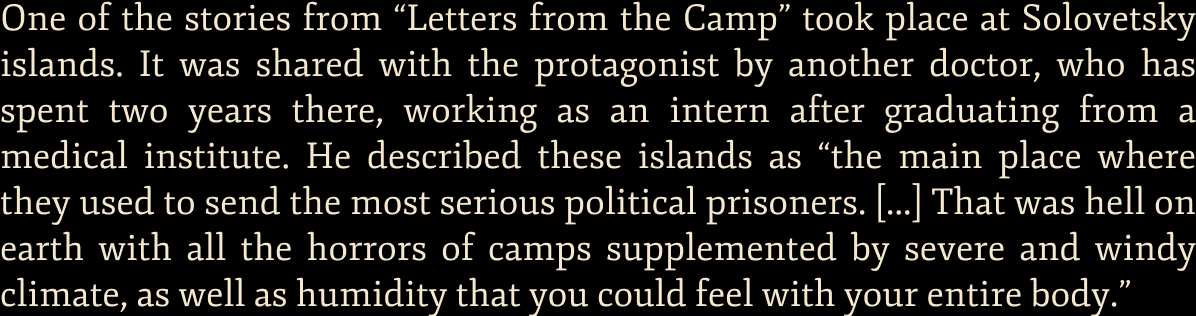 One of the stories from “Letters from the Camp” took place at Solovetsky
islands. It was shared with the protagonist by another doctor, who has
spent two years there, working as an intern after graduating from a
medical institute. He described these islands as “the main place where
they used to send the most serious political prisoners. [...] That was hell on
earth with all the horrors of camps supplemented by severe and windy
climate, as well as humidity that you could feel with your entire body.”